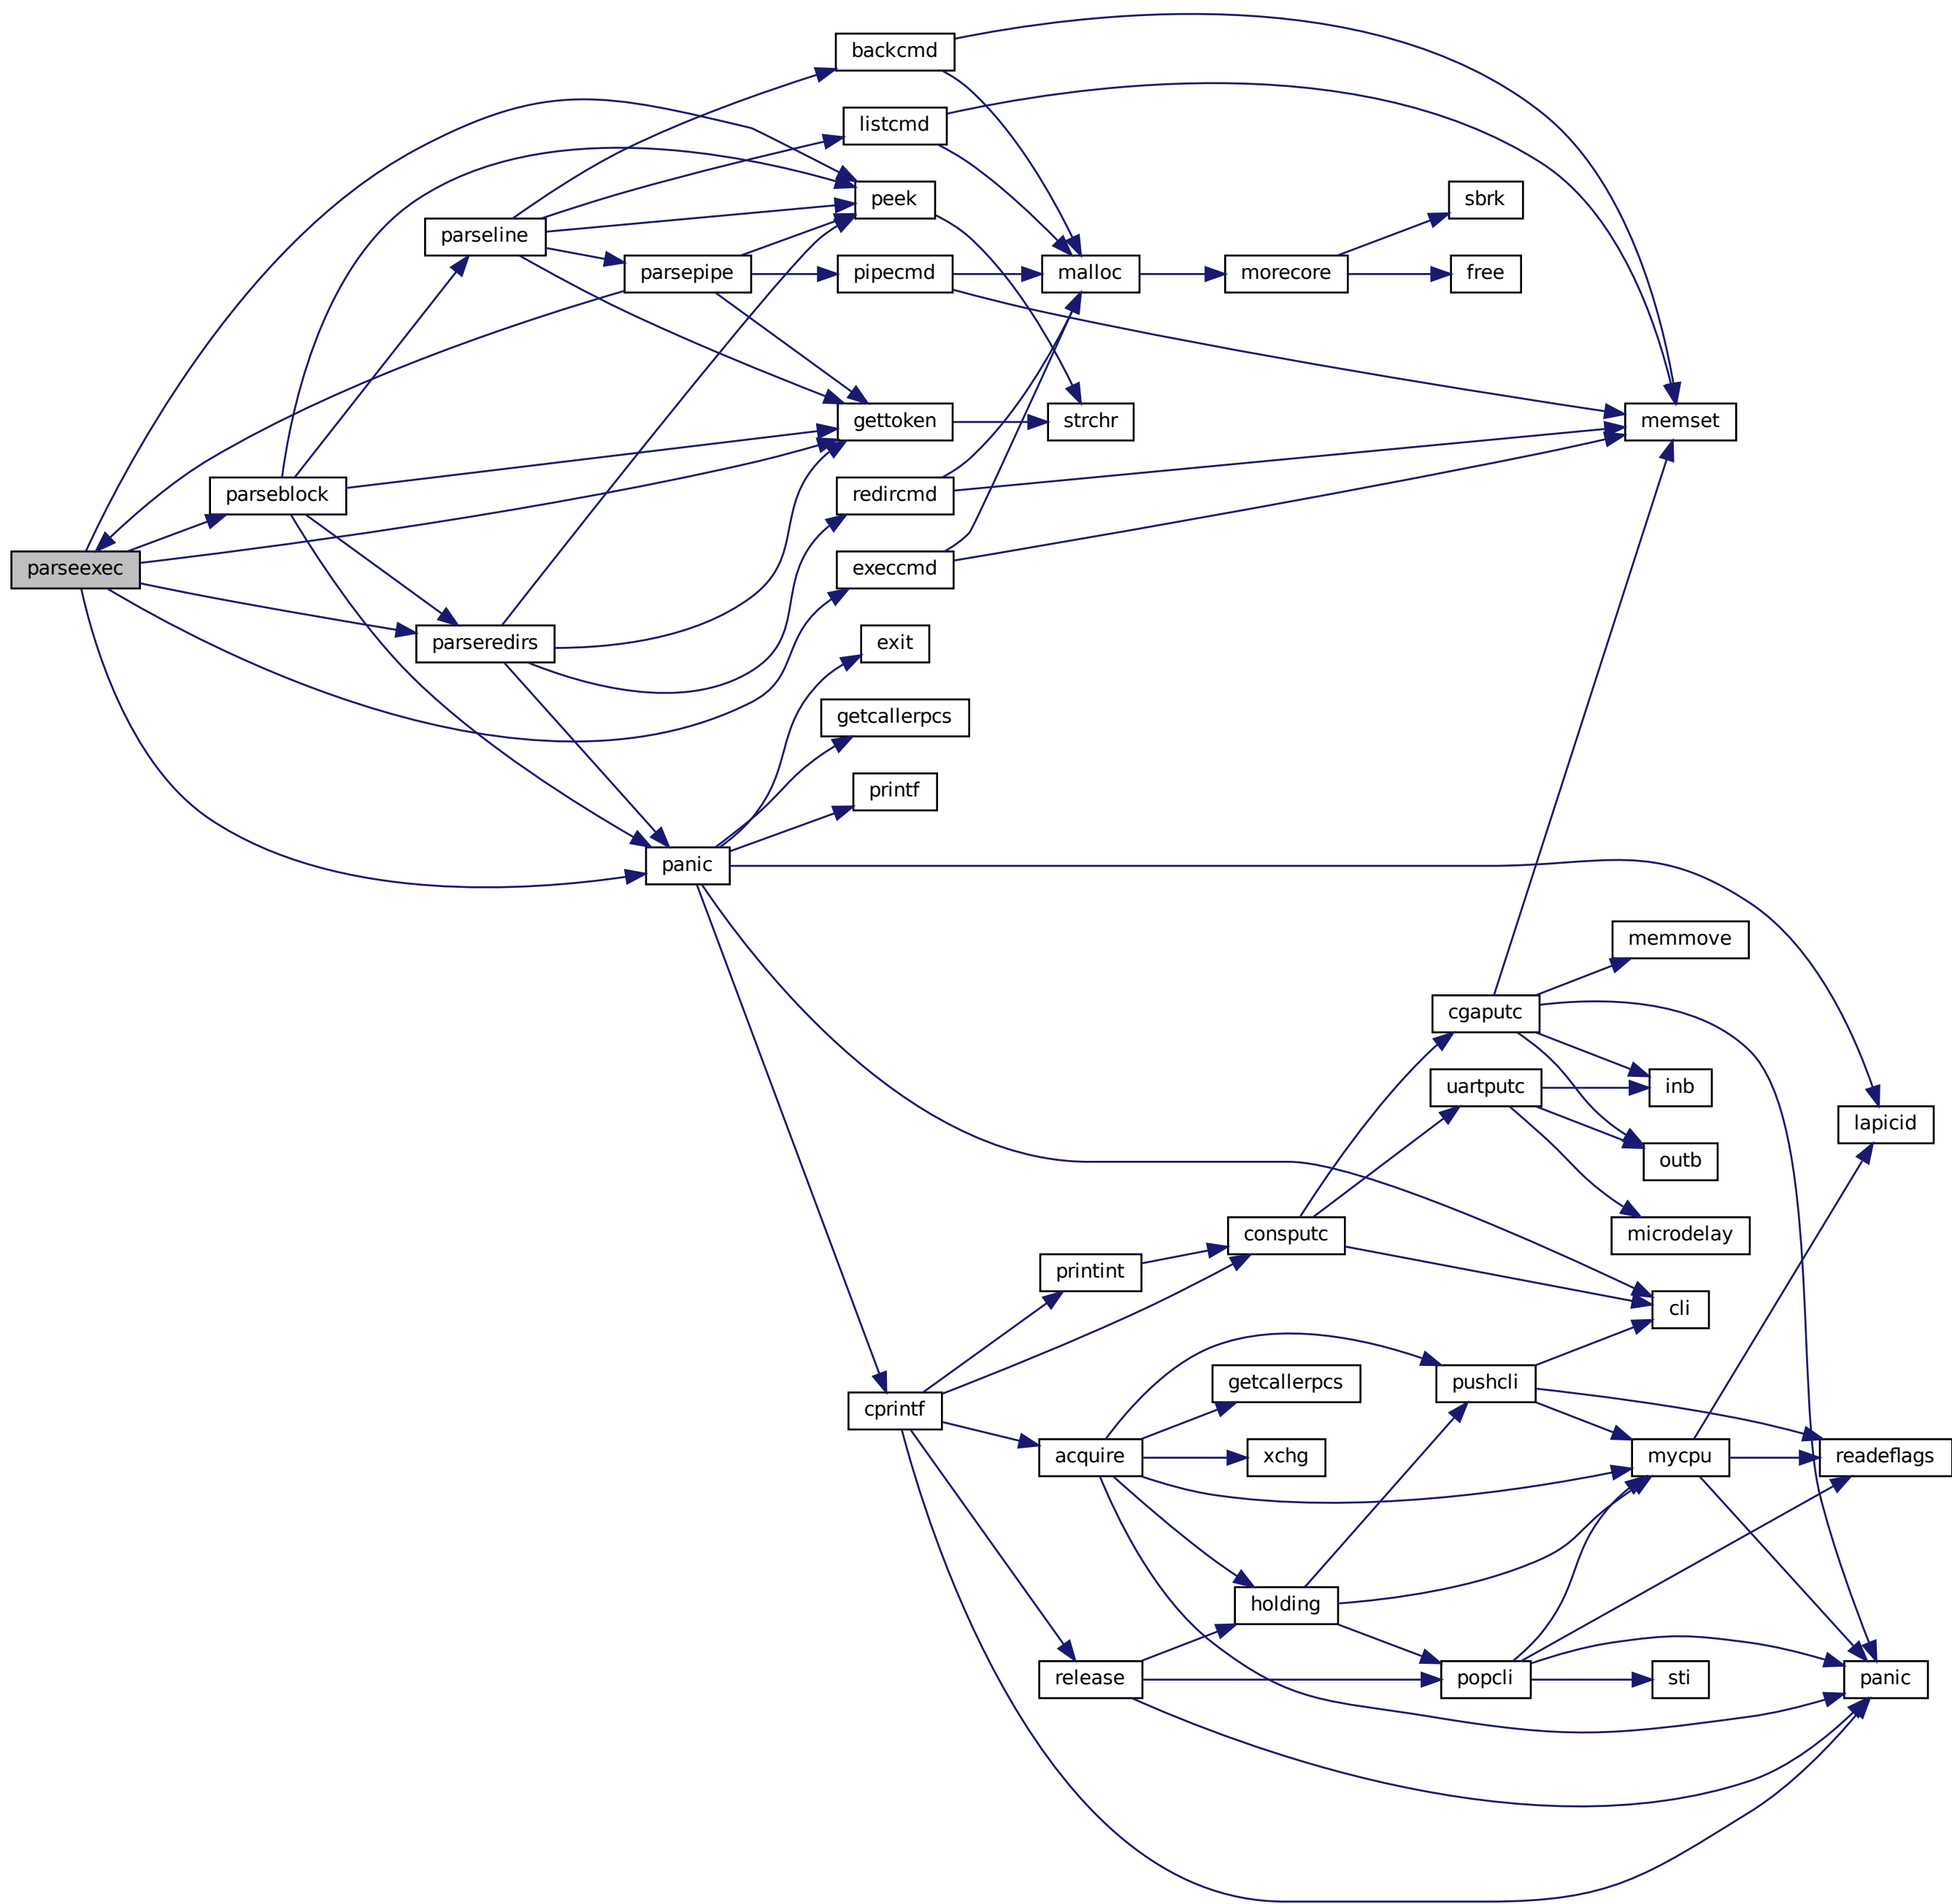 backcmd
listcmd
peek
sbrk
parseline
parsepipe
pipecmd
malloc
morecore
free
gettoken
strchr
memset
parseblock
redircmd
parseexec
execcmd
parseredirs
exit
getcallerpcs
printf
panic
memmove
cgaputc
uartputc
inb
lapicid
outb
consputc
microdelay
printint
cli
getcallerpcs
pushcli
cprintf
acquire
xchg
mycpu
readeflags
holding
release
popcli
sti
panic